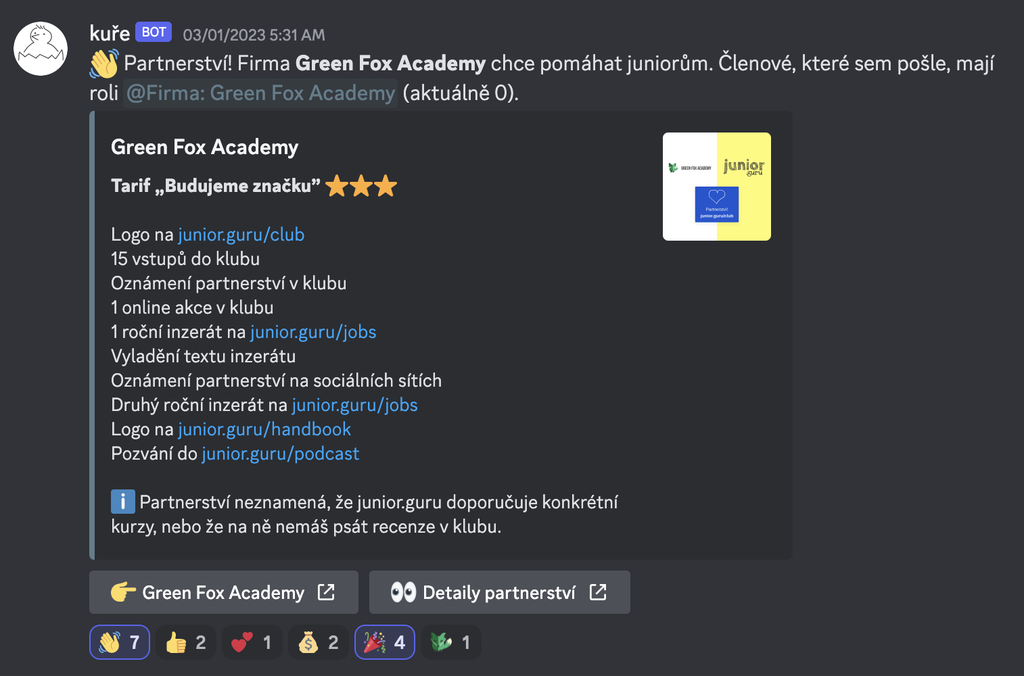 kuře BOT 03/01/2023 5:31 AM
👋 Partnerství! Firma Green Fox Academy chce pomáhat juniorům. Členové, které sem pošle, mají
roli @Firma: Green Fox Academy (aktuálně 0).
Green Fox Academy
Tarif „Budujeme značku” ⭐⭐⭐
GREEN FOX ACADEMY
junior
guru
Partnerství
junior.guru/club
Logo na junior.guru/club
15 vstupů do klubu
Oznámení partnerství v klubu
1 online akce v klubu
1 roční inzerát na junior.guru/jobs
Vyladění textu inzerátu
Oznámení partnerství na sociálních sítích
Druhý roční inzerát na junior.guru/jobs
Logo na junior.guru/handbook
Pozvání do junior.guru/podcast
ℹ️ Partnerství neznamená, že junior.guru doporučuje konkrétní
kurzy, nebo že na ně nemáš psát recenze v klubu.
👉 Green Fox Academy
👀 Detaily partnerství
👋 7 👍 2 💕 1 💰 2 🎉 4 1